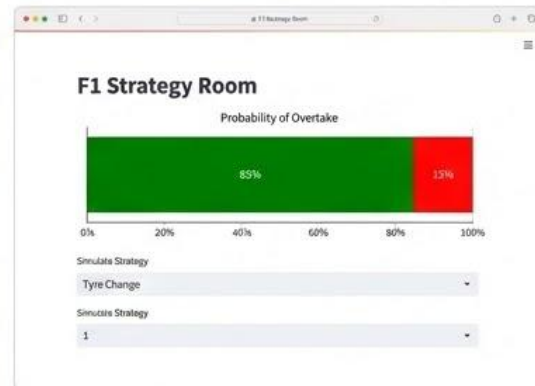 F1 Strategy Room
Probability of Overtake
85% 15%
0% 20% 40% 60% 80% 100%
Simulate Strategy
Tyre Change
Simulate Strategy
1